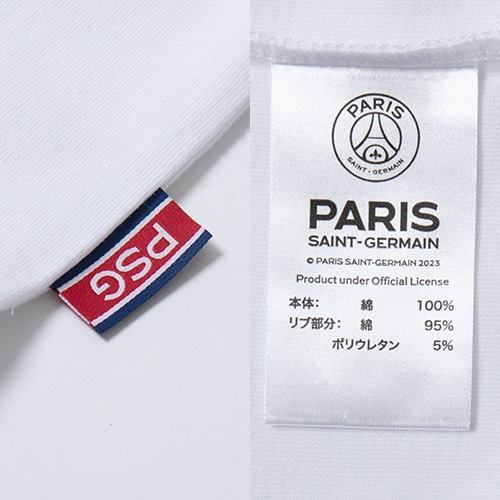 PSG
PARIS
SAINT-GERMAIN
PARIS
SAINT-GERMAIN
© PARIS SAINT-GERMAIN 2023
Product under Official License
本体: 綿 100%
リブ部分: 綿 95%
ポリウレタン 5%